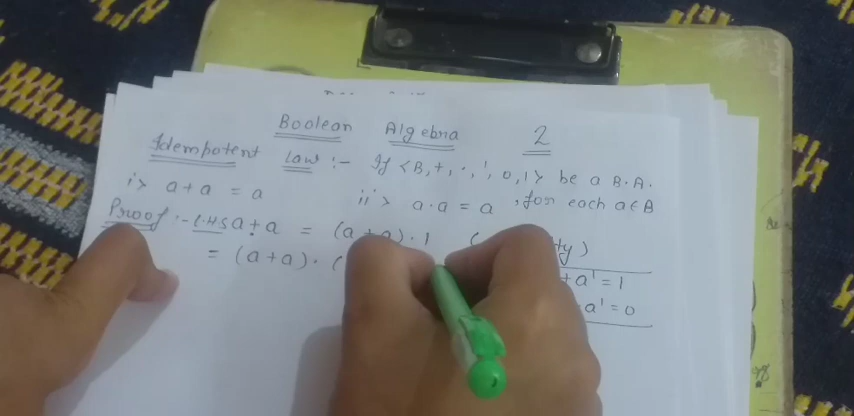 Boolean Algebra 2
Idempotent Law :- If <B, +, ·, ', 0, 1> be a B.A.
i> a + a = a ii> a · a = a , for each a ∈ B
Proof :- L.H.S a + a = (a + a) · 1 (
= (a + a) · (
+ a' = 1
a' = 0